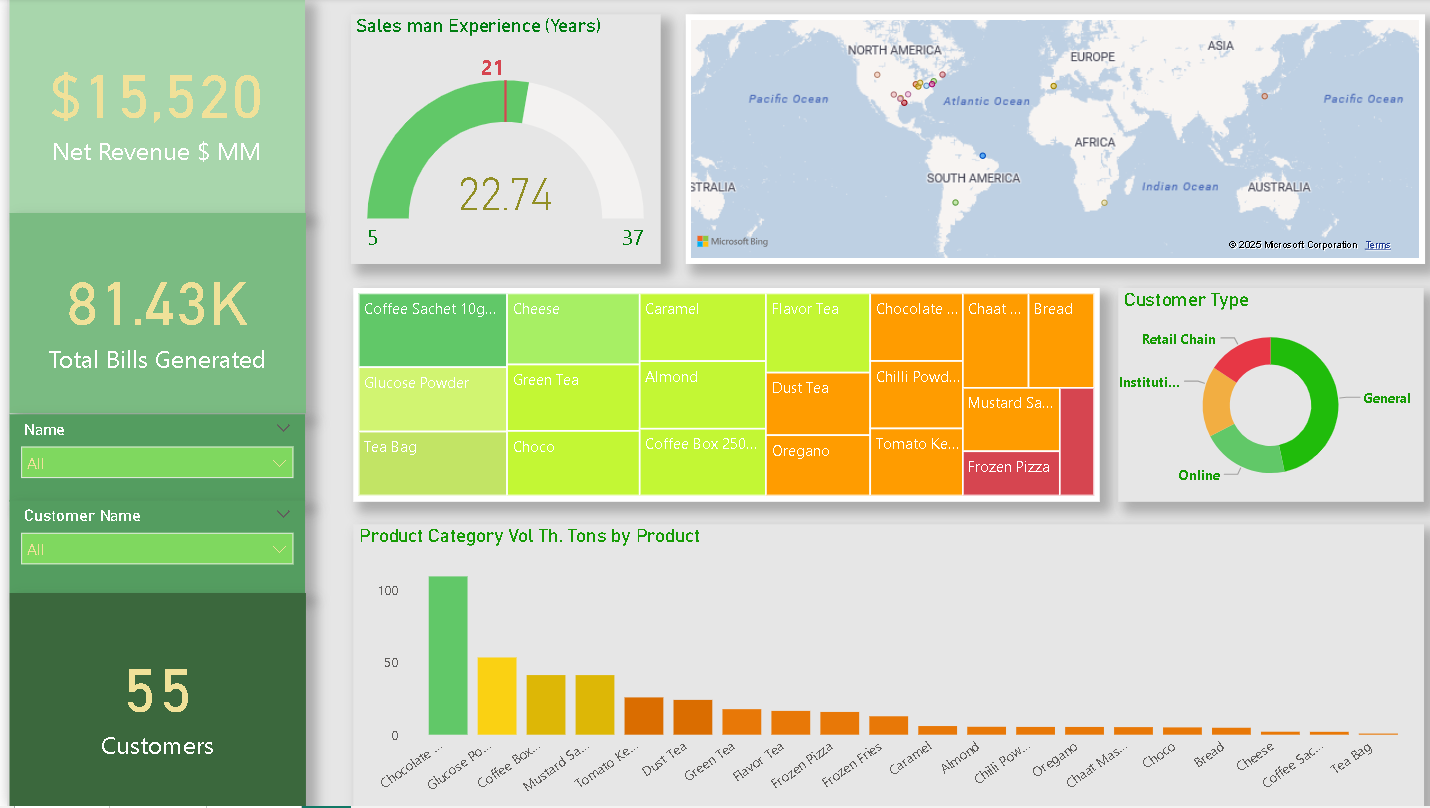 $15,520
Net Revenue $ MM
81.43K
Total Bills Generated
Name
All
Customer Name
All
55
Customers
Sales man Experience (Years)
21
22.74
5
37
NORTH AMERICA
EUROPE
ASIA
Pacific Ocean
Atlantic Ocean
Pacific Ocean
AFRICA
SOUTH AMERICA
STRALIA
Indian Ocean
AUSTRALIA
Microsoft Bing
© 2025 Microsoft Corporation Terms
Coffee Sachet 10g...
Cheese
Caramel
Flavor Tea
Chocolate ...
Chaat ...
Bread
Glucose Powder
Green Tea
Almond
Dust Tea
Chilli Powd...
Mustard Sa...
Tea Bag
Choco
Coffee Box 250...
Oregano
Tomato Ke...
Frozen Pizza
Customer Type
Retail Chain
Instituti...
General
Online
Product Category Vol Th. Tons by Product
100
50
0
Chocolate ...
Glucose Po...
Coffee Box...
Mustard Sa...
Tomato Ke...
Dust Tea
Green Tea
Flavor Tea
Frozen Pizza
Frozen Fries
Caramel
Almond
Chilli Pow...
Oregano
Chaat Mas...
Choco
Bread
Cheese
Coffee Sac...
Tea Bag